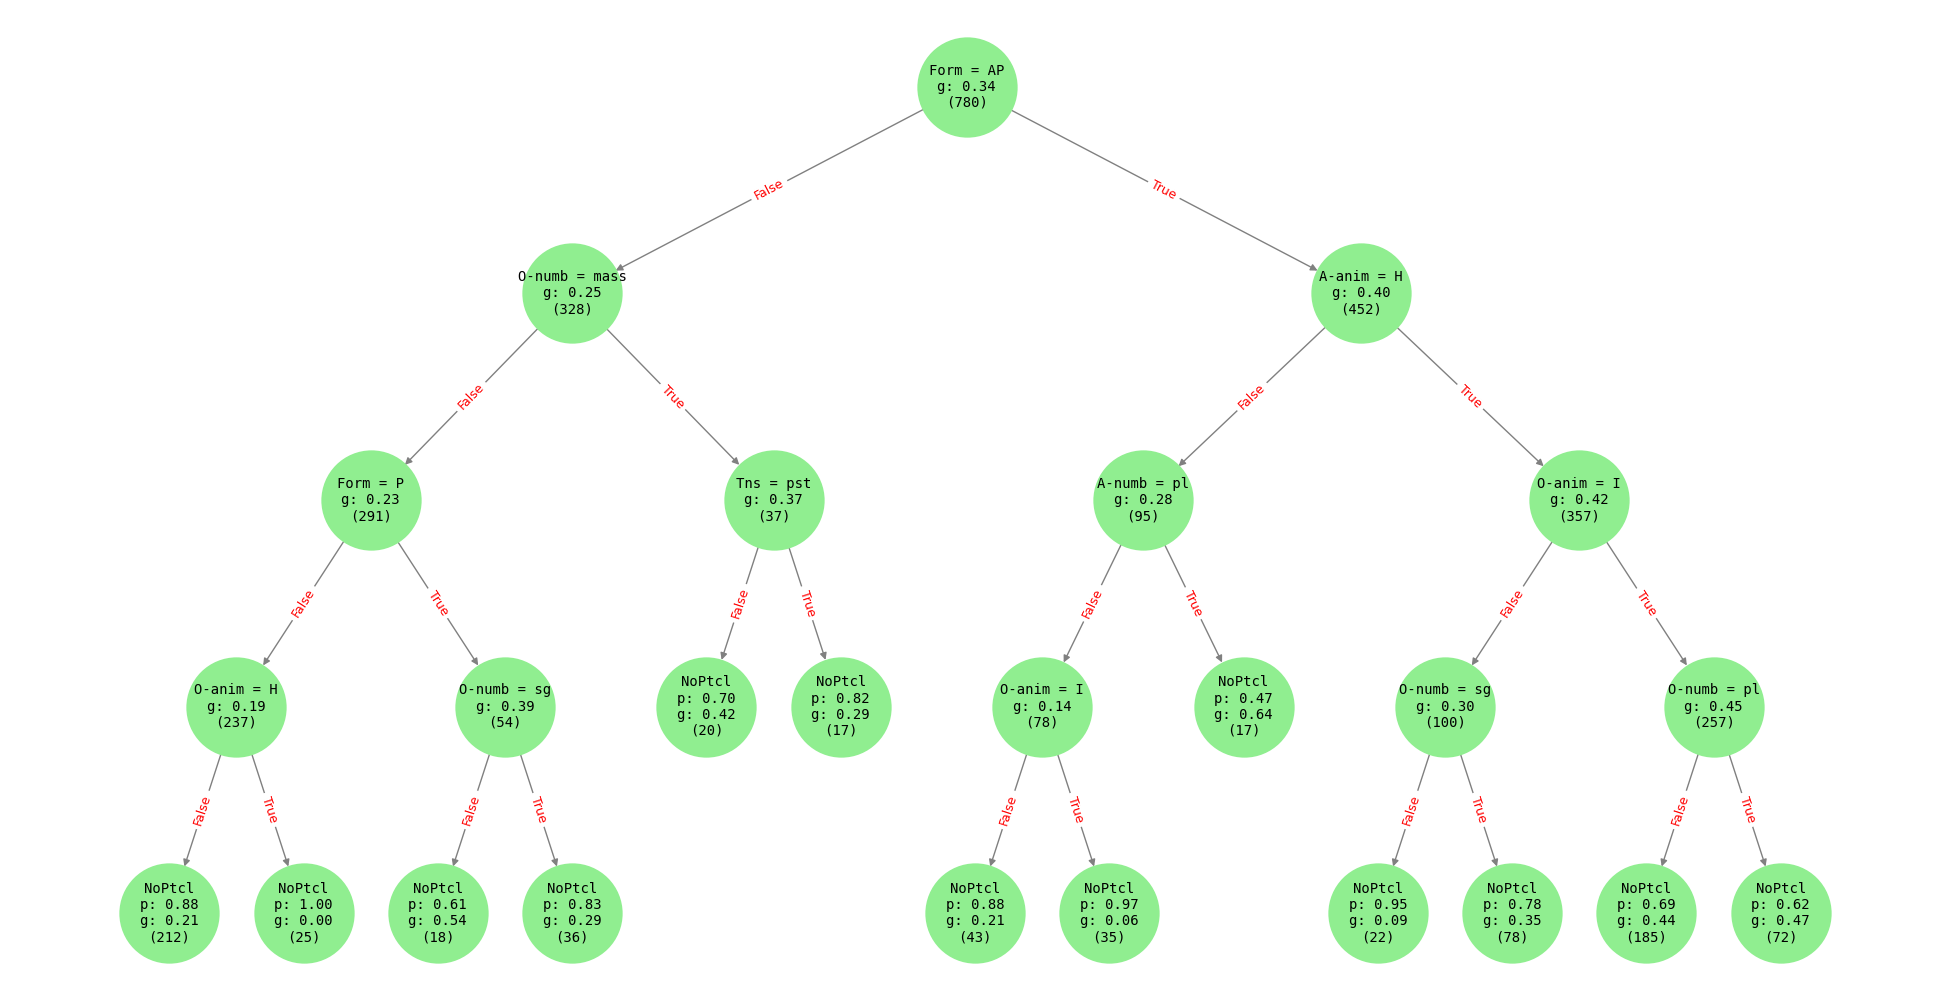 Form = AP
g: 0.34
(780)
False
True
O-numb = mass
g: 0.25
(328)
A-anim = H
g: 0.40
(452)
False
True
False
True
Form = P
g: 0.23
(291)
Tns = pst
g: 0.37
(37)
A-numb = pl
g: 0.28
(95)
O-anim = I
g: 0.42
(357)
False
True
False
True
False
True
False
True
O-anim = H
g: 0.19
(237)
O-numb = sg
g: 0.39
(54)
NoPtcl
p: 0.70
g: 0.42
(20)
NoPtcl
p: 0.82
g: 0.29
(17)
O-anim = I
g: 0.14
(78)
NoPtcl
p: 0.47
g: 0.64
(17)
O-numb = sg
g: 0.30
(100)
O-numb = pl
g: 0.45
(257)
False
True
False
True
False
True
False
True
False
True
NoPtcl
p: 0.88
g: 0.21
(212)
NoPtcl
p: 1.00
g: 0.00
(25)
NoPtcl
p: 0.61
g: 0.54
(18)
NoPtcl
p: 0.83
g: 0.29
(36)
NoPtcl
p: 0.88
g: 0.21
(43)
NoPtcl
p: 0.97
g: 0.06
(35)
NoPtcl
p: 0.95
g: 0.09
(22)
NoPtcl
p: 0.78
g: 0.35
(78)
NoPtcl
p: 0.69
g: 0.44
(185)
NoPtcl
p: 0.62
g: 0.47
(72)